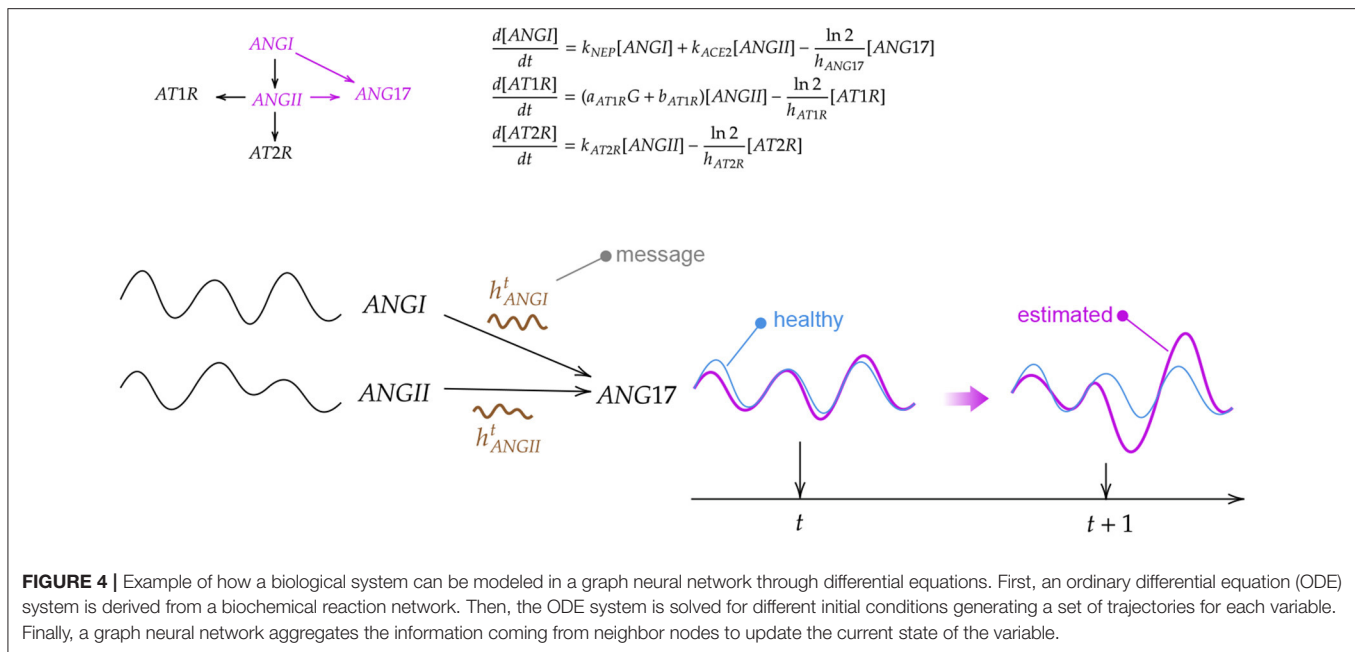 ANGI
AT1R ANGII ANG17
AT2R
d[ANGI]/dt = k_NEP[ANGI] + k_ACE2[ANGII] − ln 2/h_ANG17 [ANG17]
d[AT1R]/dt = (a_AT1R G + b_AT1R)[ANGII] − ln 2/h_AT1R [AT1R]
d[AT2R]/dt = k_AT2R[ANGII] − ln 2/h_AT2R [AT2R]
message
h^t_ANGI
ANGI
healthy
estimated
ANGII
ANG17
h^t_ANGII
t
t + 1
FIGURE 4 | Example of how a biological system can be modeled in a graph neural network through differential equations. First, an ordinary differential equation (ODE)
system is derived from a biochemical reaction network. Then, the ODE system is solved for different initial conditions generating a set of trajectories for each variable.
Finally, a graph neural network aggregates the information coming from neighbor nodes to update the current state of the variable.